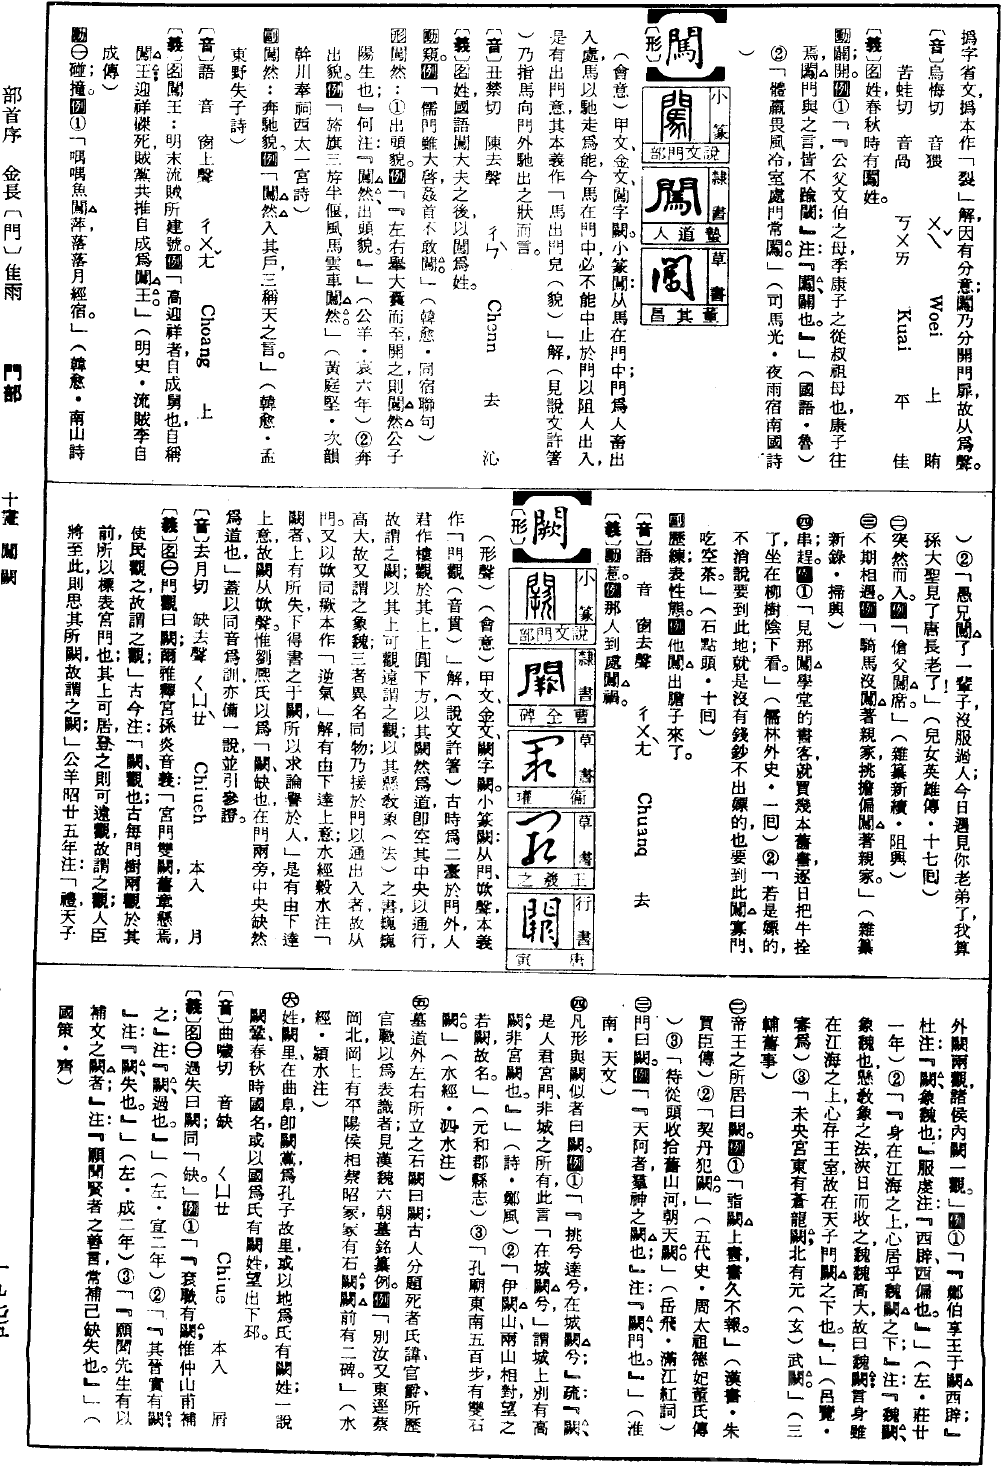 撝字省文撝本作「裂」解因有分意闖乃分開門扉故从爲聲。
〔音〕烏悔切 音猥 ㄨㄟˇ Woei 上 賄
苦蛙切 音咼 ㄎㄨㄞ Kuai 平 佳
〔義〕名姓春秋時有闖姓。
動闢開。例①「『公父文伯之母季康子之從叔祖母也康子往
焉闖門與之言皆不踰閾』注『闖開也。』」(國語・魯)
②「體羸畏風冷室處門常闖。」(司馬光・夜雨宿南園詩
)
闖
〔形〕
小篆 說文門部
隸書 蟄道人
草書 董其昌
(會意)甲文、金文、闖字闕。小篆闖从馬在門中門爲人畜出
入處馬以馳走爲能今馬在門中必不能中止於門以阻人出入,
是有出門意其本義作「馬出門皃(貌)」解(見說文許箸
)乃指馬向門外馳出之狀而言。
〔音〕丑禁切 陳去聲 ㄔㄣˋ Chenn 去 沁
〔義〕名姓國語闖大夫之後以闖爲姓。
動窺。例「儒門雖大啓姦首不敢闖。」(韓愈・同宿聯句)
形闖然:①出頭貌。例「『左右舉大囊而至開之則闖然公子
陽生也』何注『闖然出頭貌。』」(公羊・哀六年)②奔
出貌。例「旂旗三斿半偃風馬雲車闖然。」(黃庭堅・次韻
幹川奉祠西太一宮詩)
副闖然:奔馳貌。例「闖然入其戶三稱天之言。」(韓愈・孟
東野失子詩)
〔音〕語音 窗上聲 ㄔㄨㄤˇ Choang 上
〔義〕名闖王:明末流賊所建號。例「高迎祥者自成舅也自稱
闖王迎祥磔死賊黨共推自成爲闖王」(明史・流賊李自
成傳)
動㊀碰撞。例①「喁喁魚闖萍落落月經宿。」(韓愈・南山詩
)②「愚兄闖了一輩子沒服過人今日遇見你老弟了我算
孫大聖見了唐長老了!」(兒女英雄傳・十七囘)
㊁突然而入。例「傖父闖席。」(雜纂新續・阻興)
㊂不期相遇。例「騎馬沒闖著親家挑擔偏闖著親家。」(雜纂
新錄・掃興)
㊃串趕。例①「見那闖學堂的書客就買幾本舊書逐日把牛拴
了坐在柳樹陰下看。」(儒林外史・一囘)②「若是嫖的,
不消說要到此地就是沒有錢鈔不出嫖的也要到此闖寡門、
吃空茶。」(石點頭・十囘)
副歷練表性態。例他闖出膽子來了。
〔音〕語音 窗去聲 ㄔㄨㄤˋ Chuanq 去
〔義〕動惹。例那人到處闖禍。
闕
〔形〕
小篆 說文門部
隸書 曹全碑
草書 衞瓘
草書 王羲之
行書 唐寅
(形聲)(會意)甲文、金文、闕字闕。小篆闕从門、欮聲本義
作「門觀(音貫)」解(說文許箸)古時爲二臺於門外人
君作樓觀於其上上圓下方以其闕然爲道卽空其中央以通行,
故謂之闕;以其上可觀遠謂之觀以其縣敎象(法)之書巍巍
高大故又謂之象魏三者異名同物乃接於門以通出入者故从
門。又以欮同㰟本作「逆氣」解有由下達上意水經穀水注「
闕者上有所失下得書之于闕所以求論譽於人」是有由下達
上意故闕从欮聲惟劉熙氏以爲「闕、缺也在門兩旁中央缺然
爲道也」蓋以同音爲訓亦備一說並引參證。
〔音〕去月切 缺去聲 ㄑㄩㄝˋ Chiueh 本入 月
〔義〕名㊀門觀曰闕爾雅釋宮孫炎音義「宮門雙闕舊章懸焉,
使民觀之故謂之觀」古今注「闕、觀也古每門樹兩觀於其
前所以標表宮門也其上可居登之則可遠觀故謂之觀人臣
將至此則思其所闕故謂之闕」公羊昭廿五年注「禮天子
外闕兩觀諸侯內闕一觀。」例①「『鄭伯享王于闕西辟』
杜注『闕、象魏也』服虔注『西辟西偏也。』」(左・莊廿
一年)②「『身在江海之上心居乎魏闕之下』注『魏闕、
象魏也懸敎象之法浹日而收之魏魏高大故曰魏闕言身雖
在江海之上心存王室故在天子門闕之下也。』」(呂覽・
審爲)③「未央宮東有蒼龍闕北有元(玄)武闕」(三
輔舊事)
㊁帝王之所居曰闕。例①「詣闕上書書久不報。」(漢書・朱
買臣傳)②「契丹犯闕。」(五代史・周太祖德妃董氏傳
)③「待從頭收拾舊山河朝天闕。」(岳飛・滿江紅詞)
㊂門曰闕。例「『天阿者羣神之闕也』注『闕、門也。』」(淮
南・天文)
㊃凡形與闕似者曰闕。例①「『挑兮達兮在城闕兮』疏『闕、
是人君宮門非城之所有此言「在城闕兮」謂城上別有高
闕非宮闕也。』」(詩・鄭風)②「伊闕山兩山相對望之
若闕故名」(元和郡縣志)③「孔廟東南五百步有雙石
闕。」(水經・泗水注)
㊄墓道外左右所立之石闕曰闕;古人分題死者氏諱官爵所歷
官職以爲表識者見漢魏六朝墓銘纂例。例「別汝又東逕蔡
岡北岡上有平陽侯相蔡昭冢冢有石闕闕前有二碑。」(水
經・潁水注)
㊅姓闕里在曲阜卽闕黨爲孔子故里或以地爲氏有闕姓;一說
闕鞏春秋時國名或以國爲氏有闕姓望出下邳。
〔音〕曲噦切 音缺 ㄑㄩㄝ Chiue 本入 屑
〔義〕名㊀過失曰闕同「缺。」例①「『袞職有闕惟仲山甫補
之』注『闕、過也。』」(左・宣二年)②「『其晉實有闕
』注『闕、失也。』」(左・成二年)③「『願聞先生有以
補文之闕者』注『願聞賢者之善言常補己缺失也。』」(
國策・齊)
部首序 金長〔門〕隹雨 門部 十畫 闖闕 一九七五